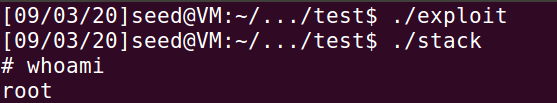 [09/03/20]seed@VM:~/.../test$ ./exploit
[09/03/20]seed@VM:~/.../test$ ./stack
# whoami
root